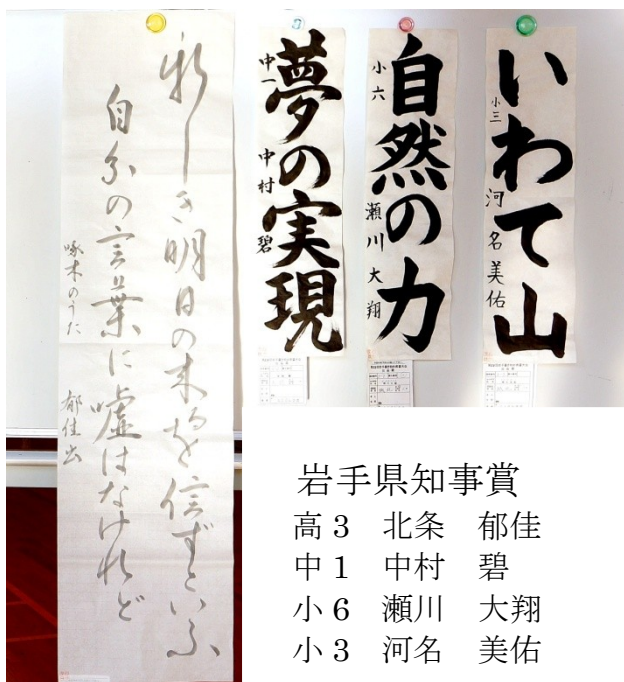 新しき明日の来るを信ずといふ
自分の言葉に嘘はなけれど
啄木のうた 郁佳書
夢の実現
中一 中村 碧
自然の力
小六 瀬川大翔
いわて山
小三 河名美佑
岩手県知事賞
高3 北条 郁佳
中1 中村 碧
小6 瀬川 大翔
小3 河名 美佑